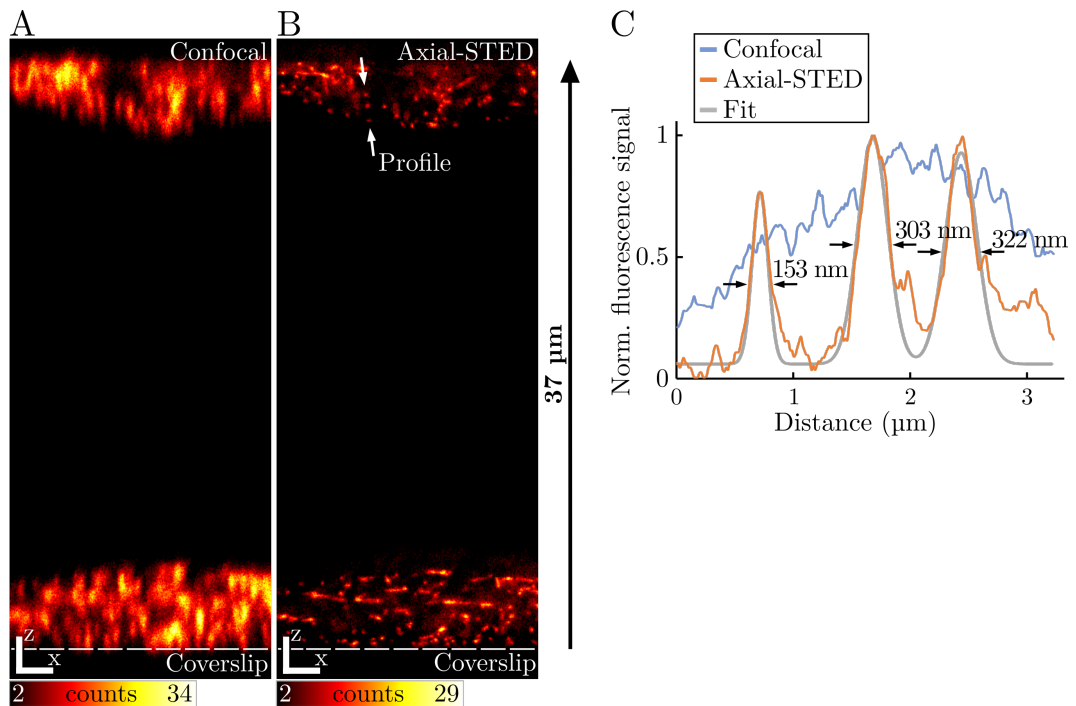 A
Confocal
z
x
Coverslip
2 counts 34
B
Axial-STED
Profile
z
x
Coverslip
2 counts 29
37 µm
C
Confocal
Axial-STED
Fit
Norm. fluorescence signal
1
0.5
0
153 nm
303 nm
322 nm
0 1 2 3
Distance (µm)